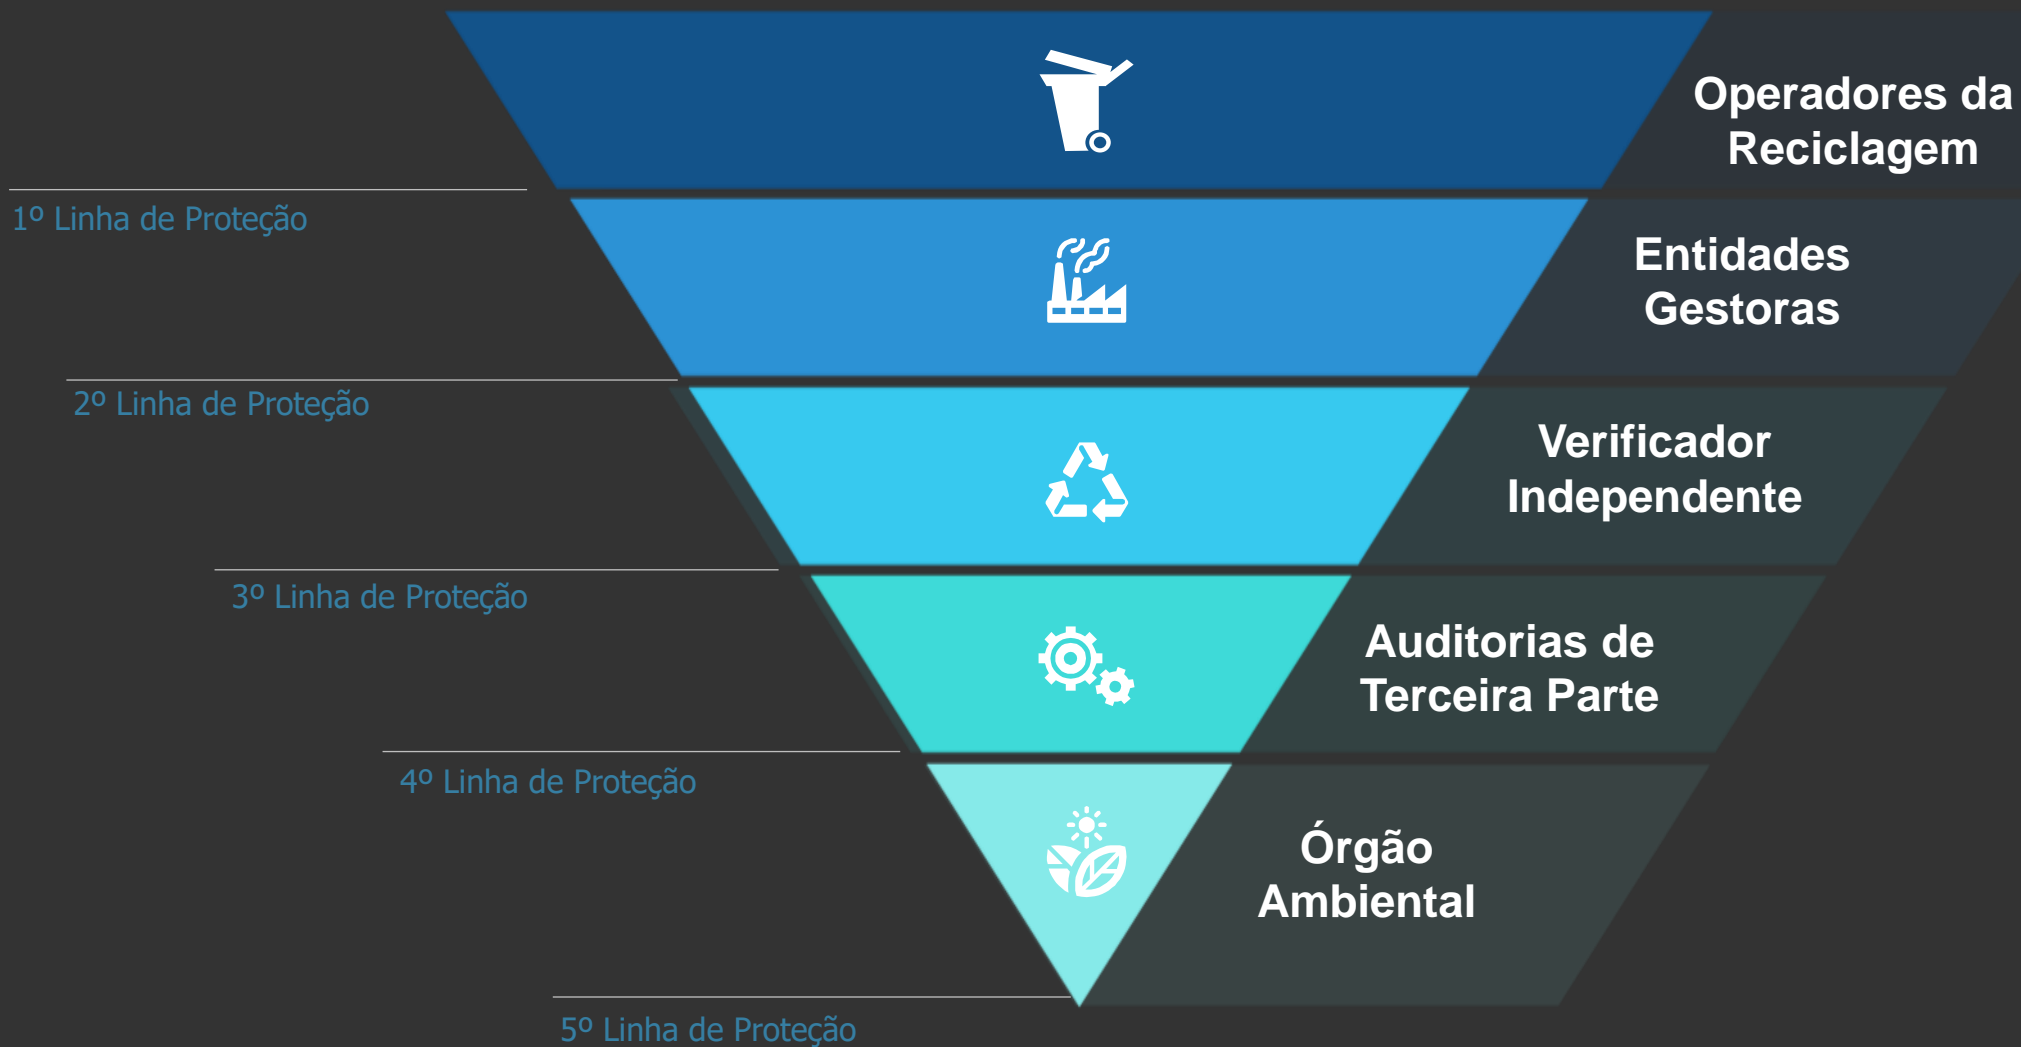 Operadores da
Reciclagem
1º Linha de Proteção
Entidades
Gestoras
2º Linha de Proteção
Verificador
Independente
3º Linha de Proteção
Auditorias de
Terceira Parte
4º Linha de Proteção
Órgão
Ambiental
5º Linha de Proteção